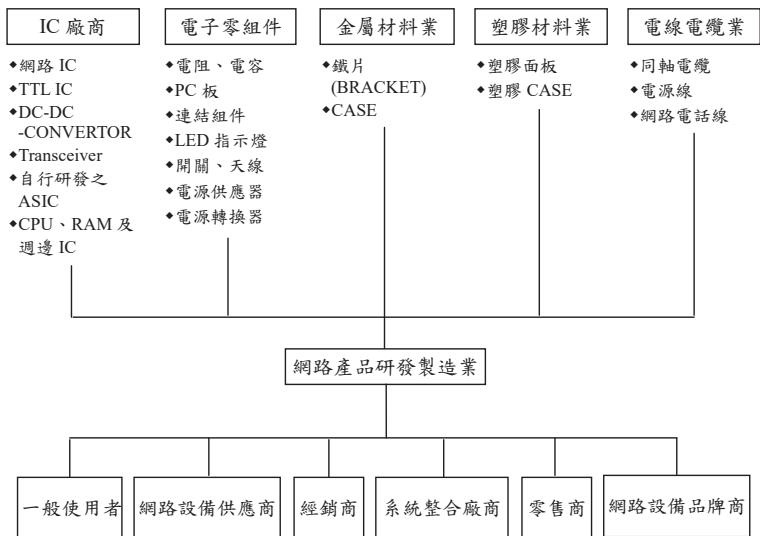 IC 廠商
◆網路 IC
◆TTL IC
◆DC-DC
-CONVERTOR
◆Transceiver
◆自行研發之
ASIC
◆CPU、RAM 及
週邊 IC
電子零組件
◆電阻、電容
◆PC 板
◆連結組件
◆LED 指示燈
◆開關、天線
◆電源供應器
◆電源轉換器
金屬材料業
◆鐵片
(BRACKET)
◆CASE
塑膠材料業
◆塑膠面板
◆塑膠 CASE
電線電纜業
◆同軸電纜
◆電源線
◆網路電話線
網路產品研發製造業
一般使用者
網路設備供應商
經銷商
系統整合廠商
零售商
網路設備品牌商